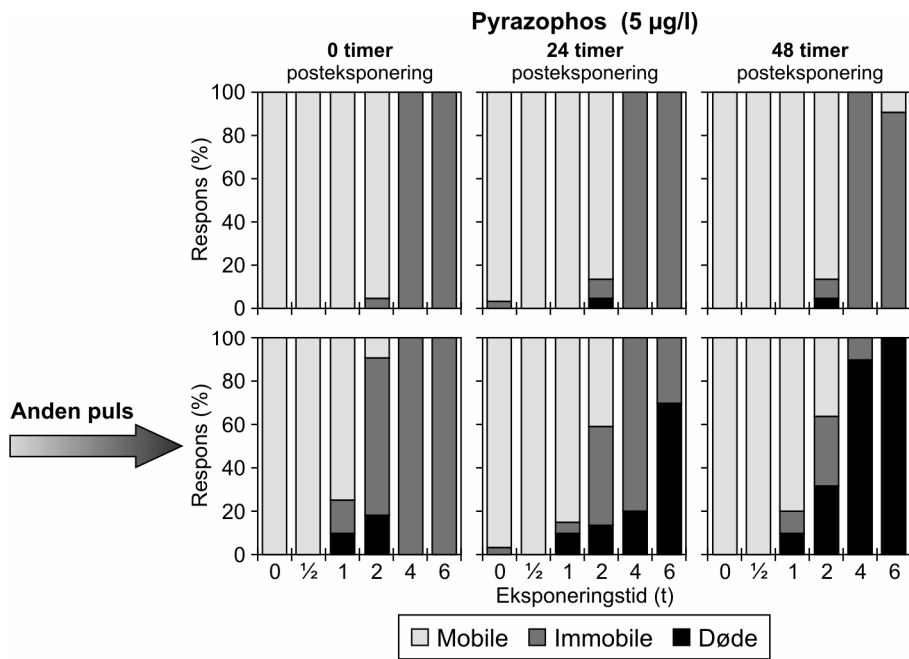 Pyrazophos (5 µg/l)
0 timer
posteksponering
24 timer
posteksponering
48 timer
posteksponering
Respons (%)
100
80
60
40
20
0
Anden puls
Respons (%)
100
80
60
40
20
0
0 ½ 1 2 4 6
0 ½ 1 2 4 6
0 ½ 1 2 4 6
Eksponeringstid (t)
Mobile Immobile Døde